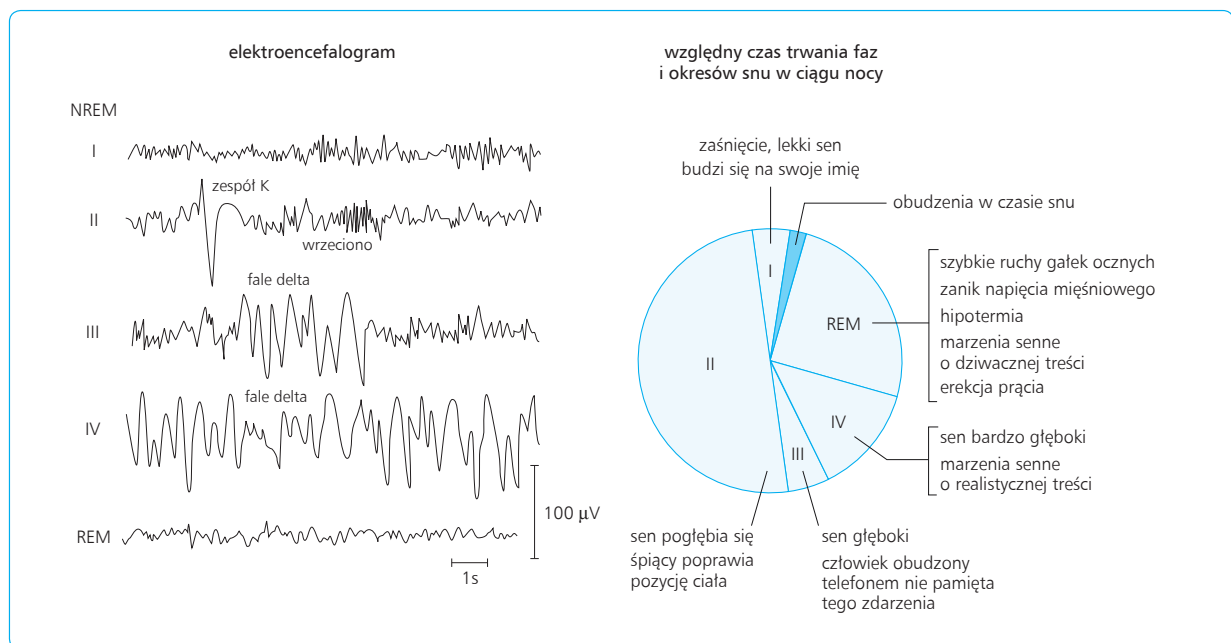 elektroencefalogram
NREM
I
zespół K
II
wrzeciono
fale delta
III
fale delta
IV
100 μV
REM
1s
względny czas trwania faz
i okresów snu w ciągu nocy
zaśnięcie, lekki sen
budzi się na swoje imię
obudzenia w czasie snu
I
REM
szybkie ruchy gałek ocznych
zanik napięcia mięśniowego
hipotermia
marzenia senne
o dziwacznej treści
erekcja prącia
II
IV
sen bardzo głęboki
marzenia senne
o realistycznej treści
III
sen pogłębia się
śpiący poprawia
pozycję ciała
sen głęboki
człowiek obudzony
telefonem nie pamięta
tego zdarzenia